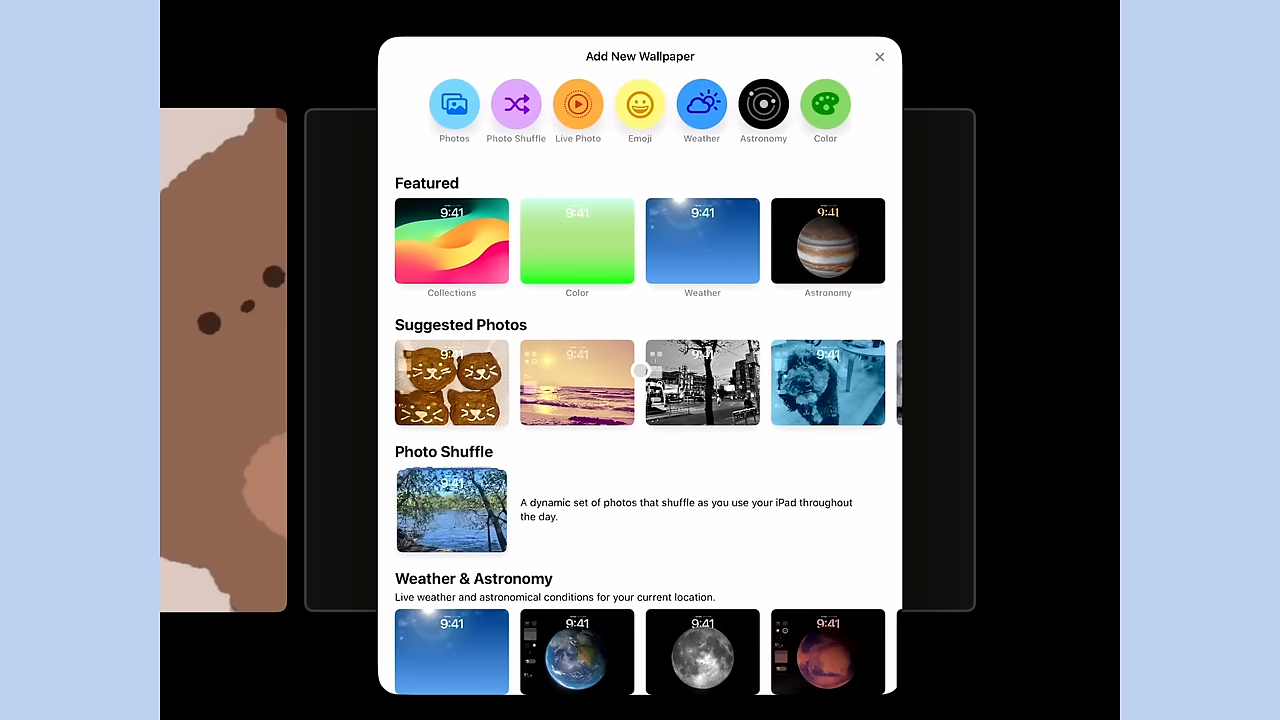 Add New Wallpaper
Photos
Photo Shuffle
Live Photo
Emoji
Weather
Astronomy
Color
Featured
9:41
9:41
9:41
9:41
Collections
Color
Weather
Astronomy
Suggested Photos
9:41
9:41
9:41
9:41
Photo Shuffle
9:41
A dynamic set of photos that shuffle as you use your iPad throughout
the day.
Weather & Astronomy
Live weather and astronomical conditions for your current location.
9:41
9:41
9:41
9:41